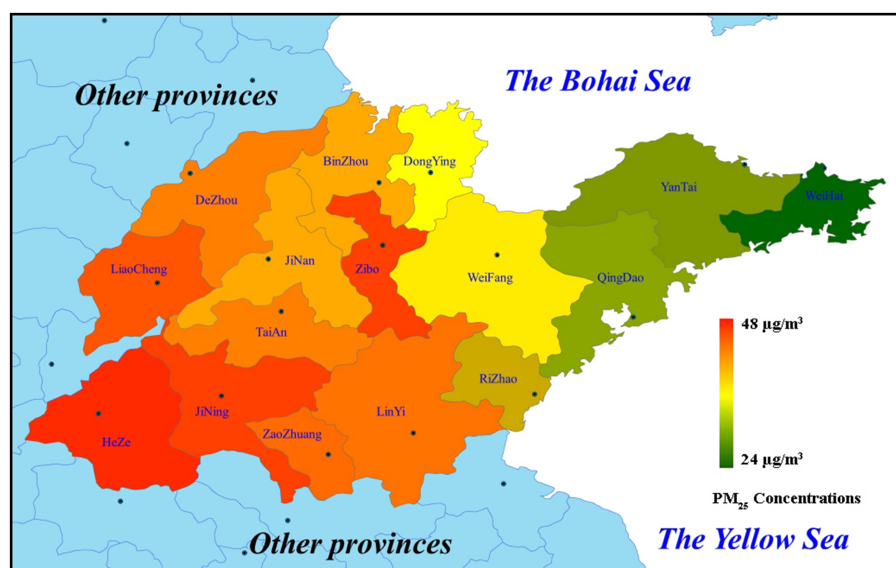 The Bohai Sea
Other provinces
BinZhou
DongYing
YanTai
WeiHai
DeZhou
JiNan
LiaoCheng
Zibo
WeiFang
QingDao
TaiAn
48 µg/m³
RiZhao
JiNing
LinYi
ZaoZhuang
HeZe
24 µg/m³
PM₂₅ Concentrations
Other provinces
The Yellow Sea